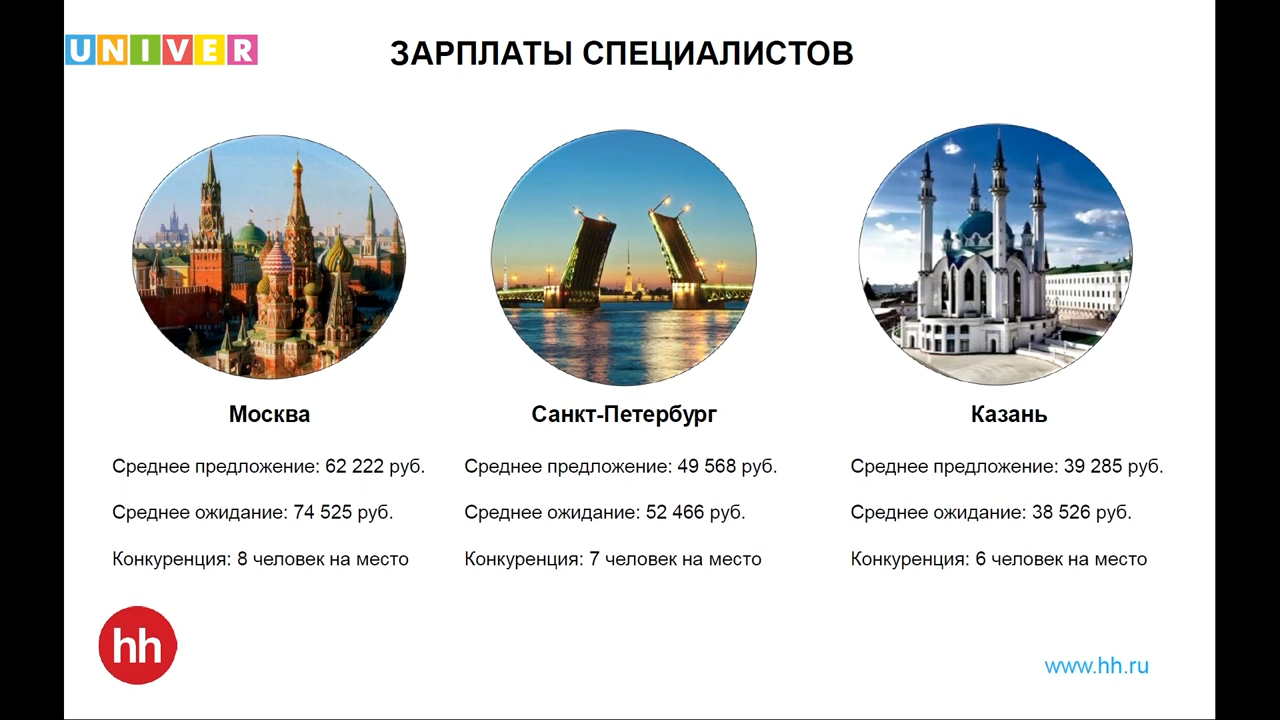 UNIVER
ЗАРПЛАТЫ СПЕЦИАЛИСТОВ
Москва
Среднее предложение: 62 222 руб.
Среднее ожидание: 74 525 руб.
Конкуренция: 8 человек на место
Санкт-Петербург
Среднее предложение: 49 568 руб.
Среднее ожидание: 52 466 руб.
Конкуренция: 7 человек на место
Казань
Среднее предложение: 39 285 руб.
Среднее ожидание: 38 526 руб.
Конкуренция: 6 человек на место
hh
www.hh.ru